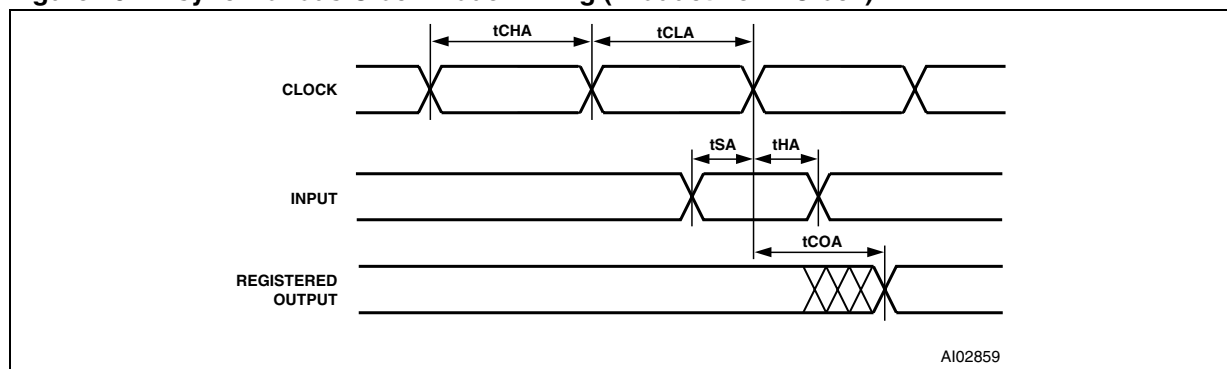 tCHA tCLA
CLOCK
tSA tHA
INPUT
tCOA
REGISTERED
OUTPUT
AI02859